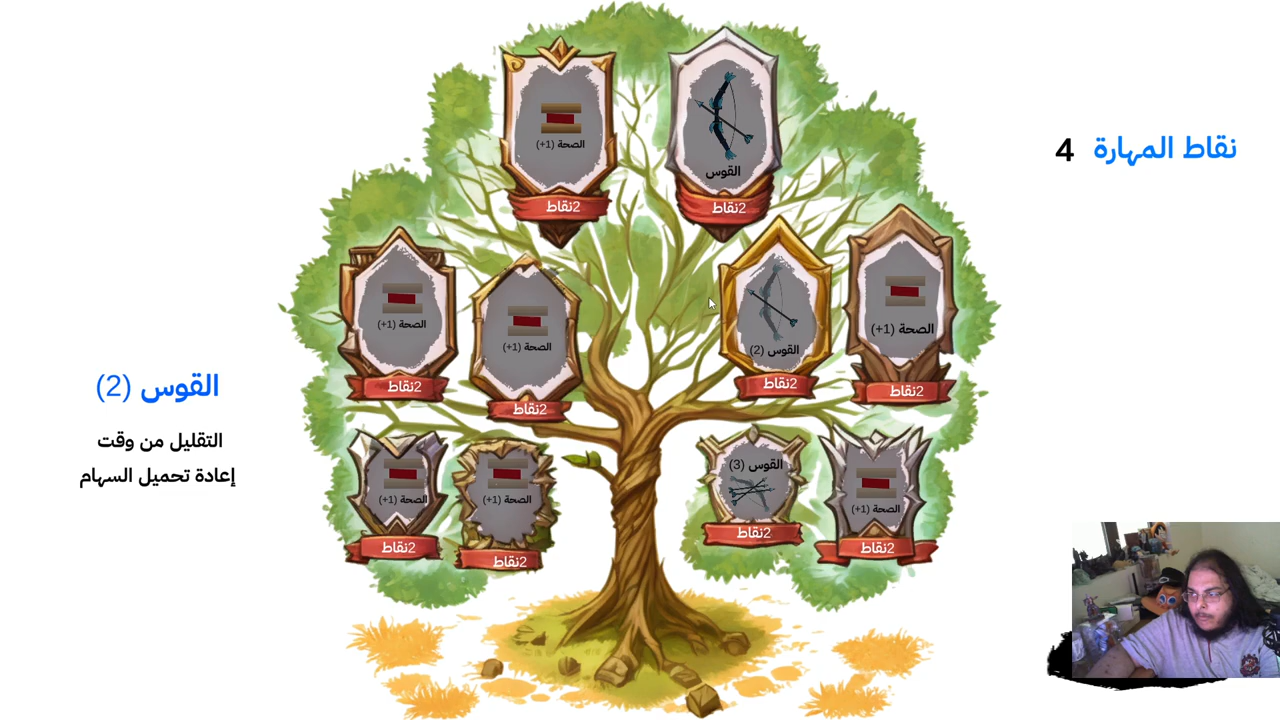 نقاط المهارة 4
الصحة (+1)
2نقاط
القوس
2نقاط
الصحة (+1)
2نقاط
الصحة (+1)
2نقاط
القوس (2)
2نقاط
الصحة (+1)
2نقاط
القوس (2)
التقليل من وقت
إعادة تحميل السهام
الصحة (+1)
2نقاط
الصحة (+1)
2نقاط
القوس (3)
2نقاط
الصحة (+1)
2نقاط